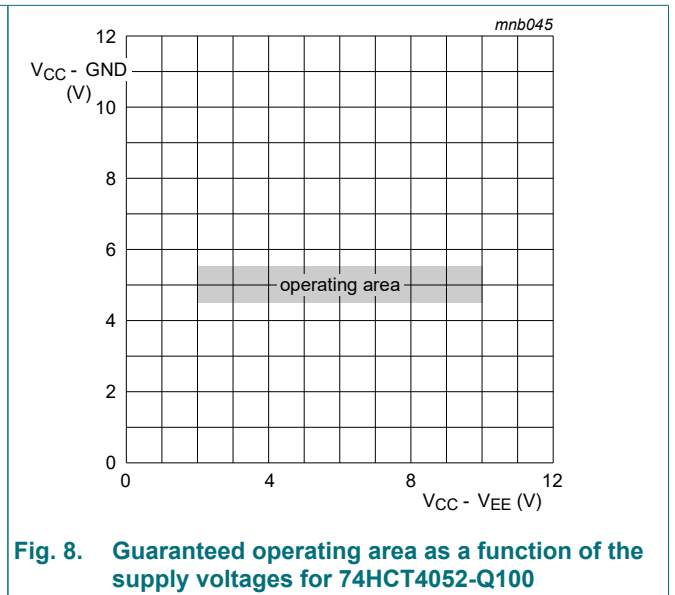 mnb045
12
VCC - GND
(V)
10
8
6
operating area
4
2
0
0 4 8 12
VCC - VEE (V)
Fig. 8. Guaranteed operating area as a function of the
supply voltages for 74HCT4052-Q100